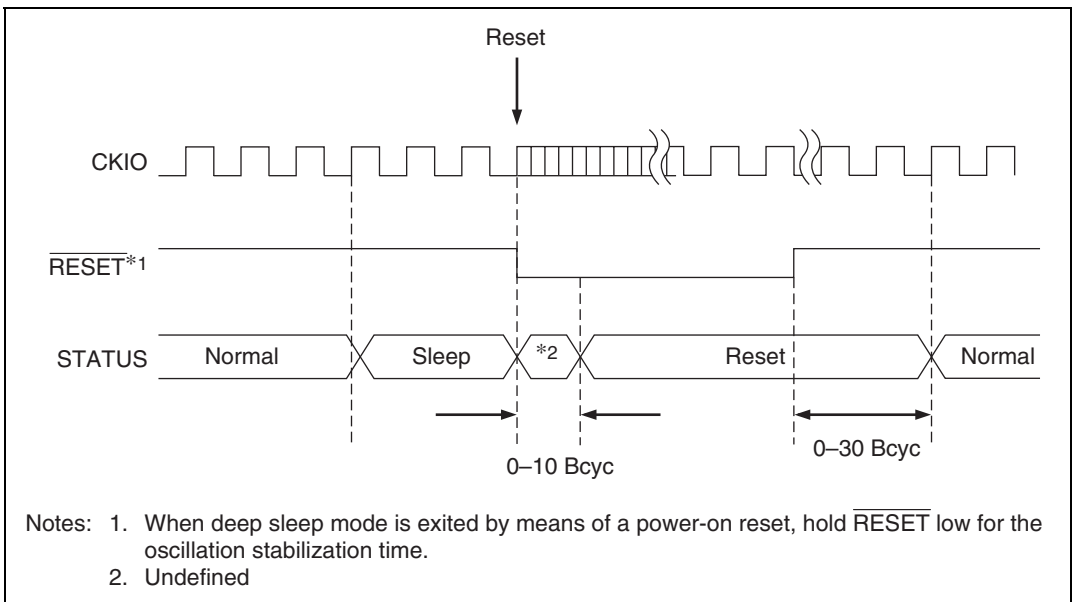 Reset
CKIO
RESET*1
STATUS Normal Sleep *2 Reset Normal
0–10 Bcyc
0–30 Bcyc
Notes: 1. When deep sleep mode is exited by means of a power-on reset, hold RESET low for the
oscillation stabilization time.
2. Undefined